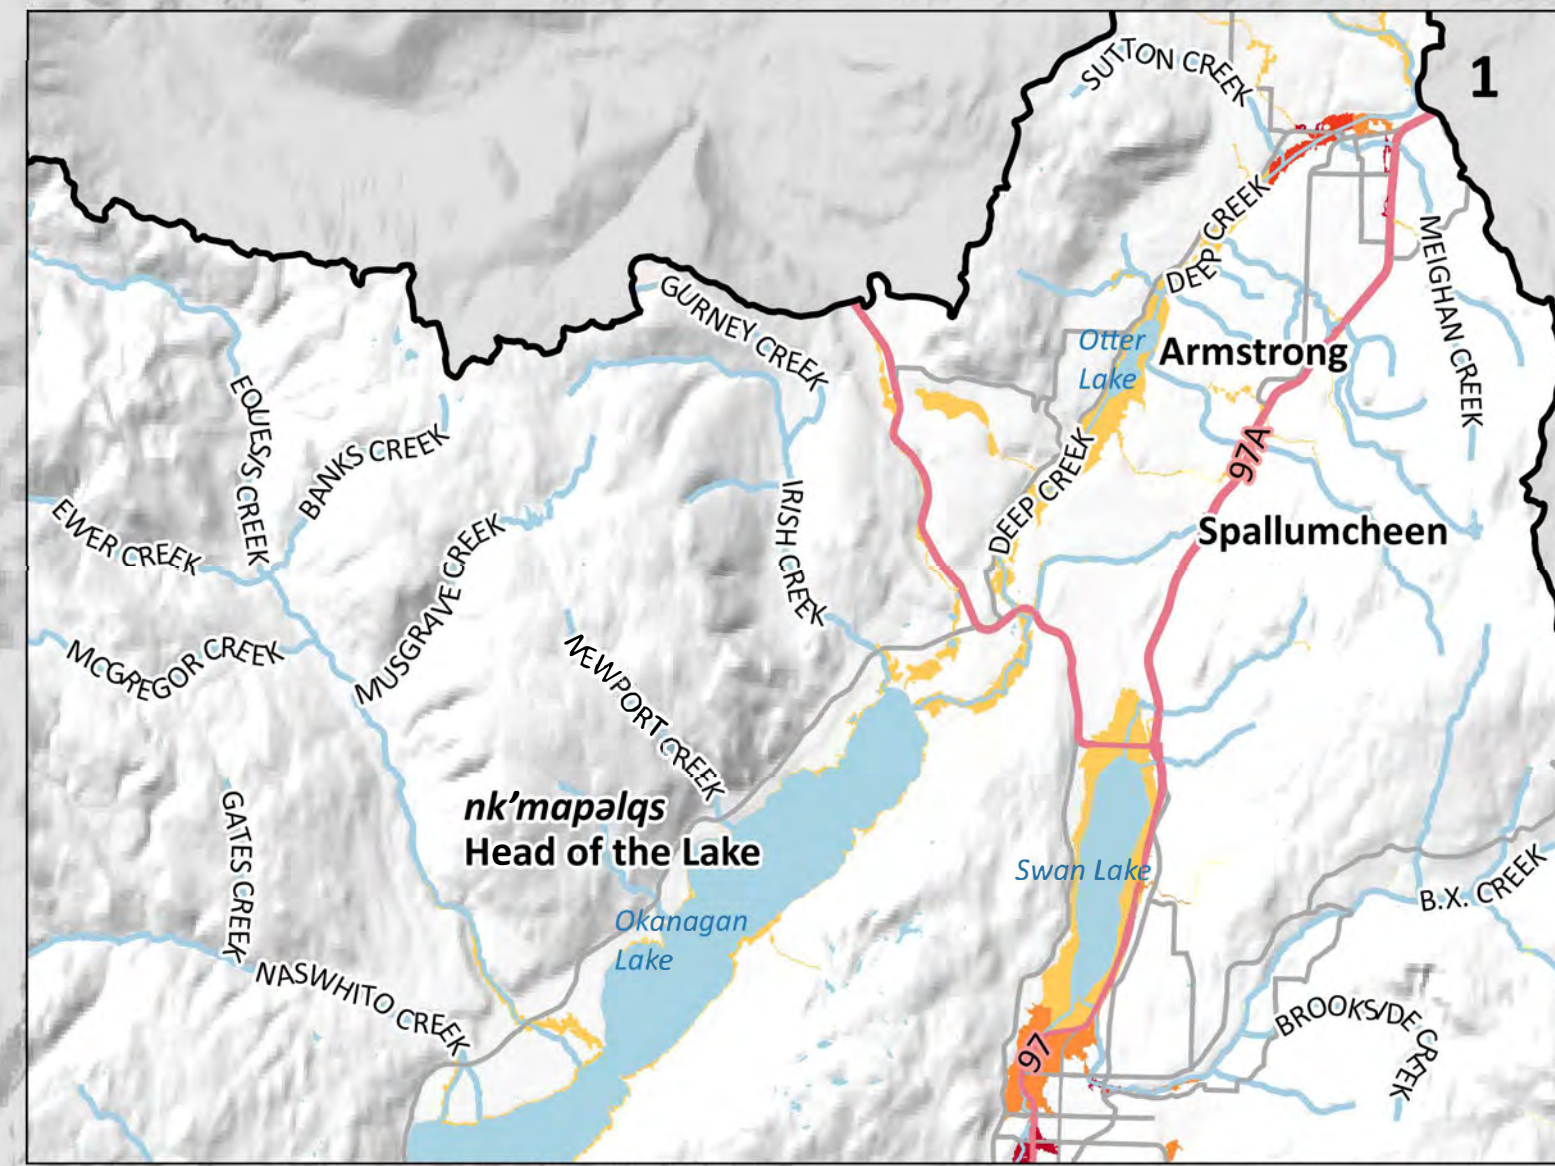 SUTTON CREEK
1
DEEP CREEK
MEIGHAN CREEK
GURNEY CREEK
Otter
Lake
Armstrong
EQUESIS CREEK
BANKS CREEK
97A
DEEP CREEK
IRISH CREEK
EWER CREEK
MUSGRAVE CREEK
Spallumcheen
MCGREGOR CREEK
NEWPORT CREEK
nk’mapəlqs
Head of the Lake
GATES CREEK
Swan Lake
B.X. CREEK
Okanagan
Lake
NASWHITO CREEK
BROOKSIDE CREEK
97